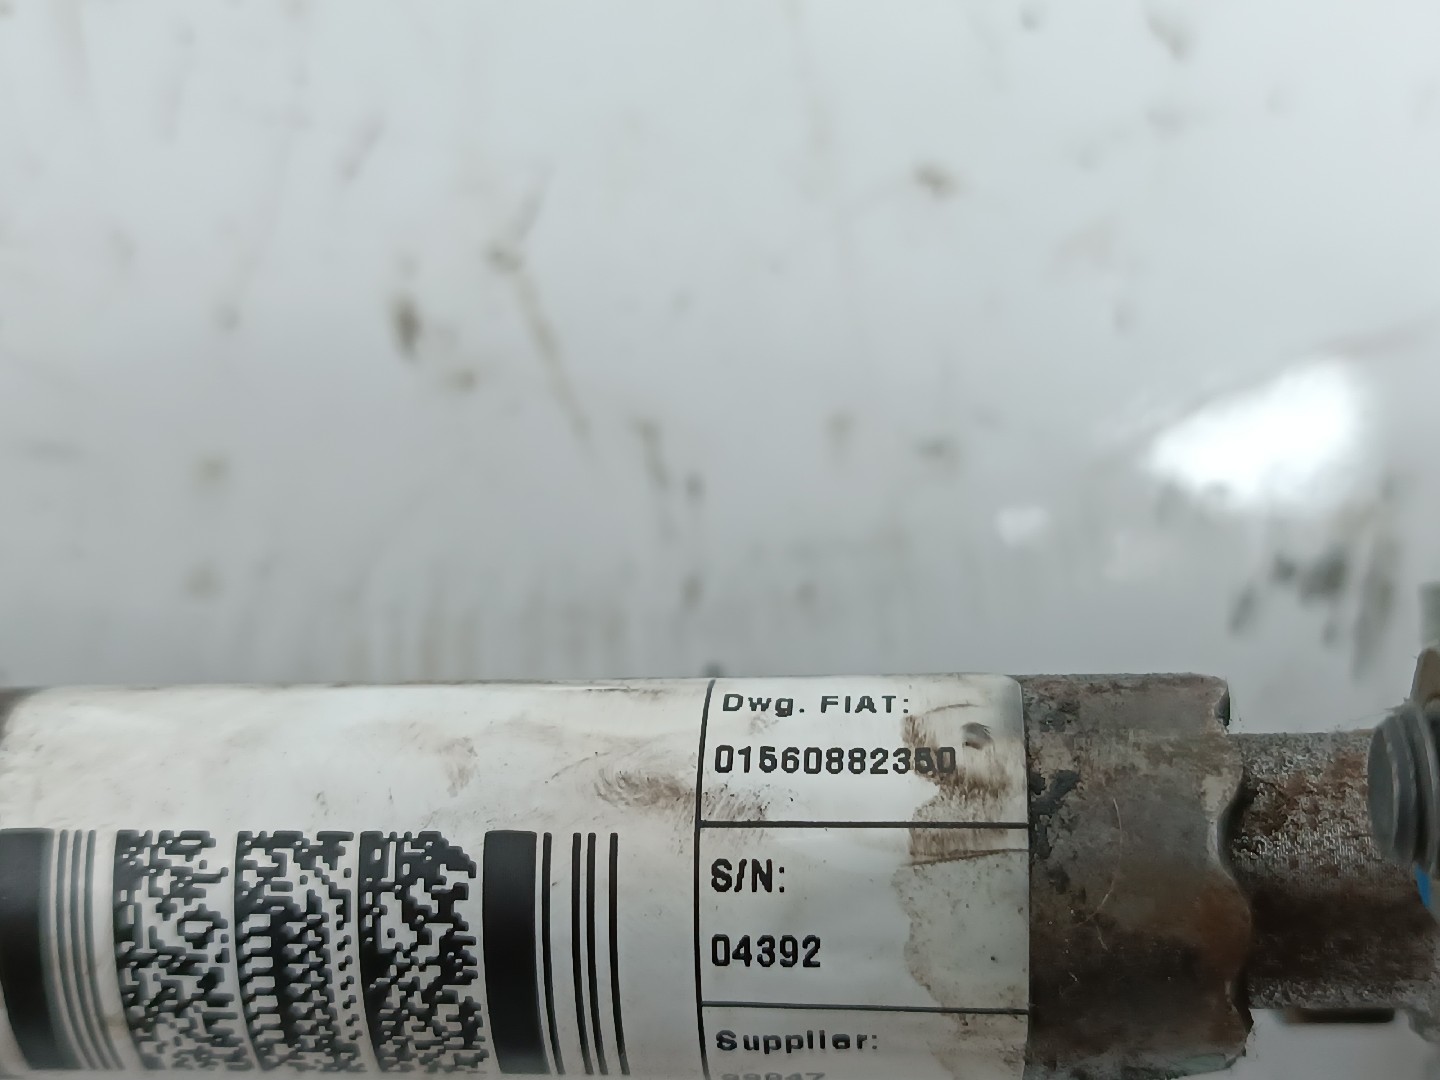 Dwg. FIAT:
01560882350
S/N:
04392
Supplier: